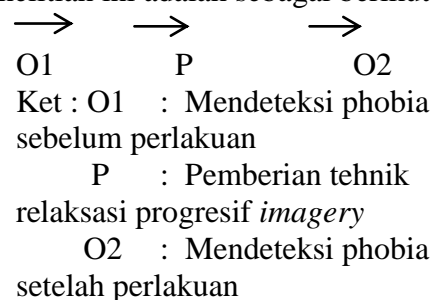 O1 P O2
Ket : O1 : Mendeteksi phobia
sebelum perlakuan
P : Pemberian tehnik
relaksasi progresif imagery
O2 : Mendeteksi phobia
setelah perlakuan